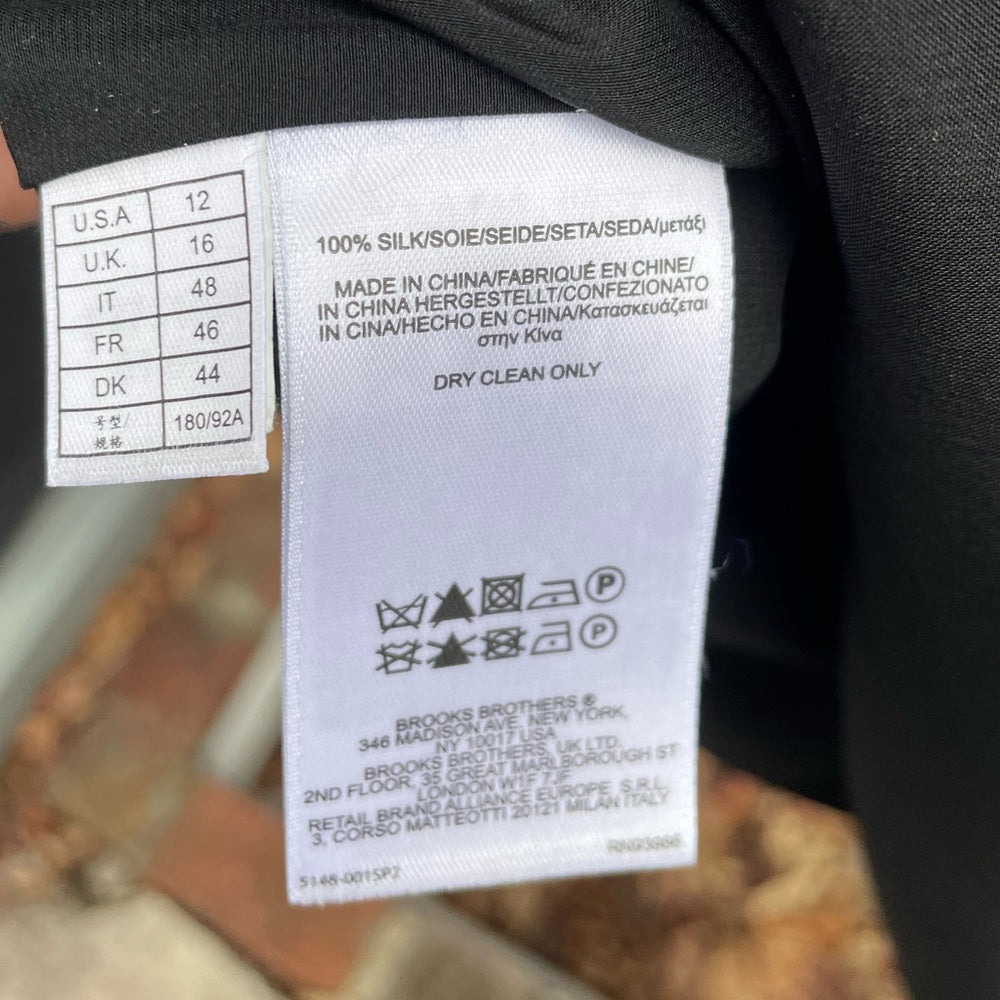 U.S.A 12
U.K. 16
IT 48
FR 46
DK 44
号型/ 180/92A
规格
100% SILK/SOIE/SEIDE/SETA/SEDA/μετάξι
MADE IN CHINA/FABRIQUÉ EN CHINE/
IN CHINA HERGESTELLT/CONFEZIONATO
IN CINA/HECHO EN CHINA/Κατασκευάζεται
στην Κίνα
DRY CLEAN ONLY
P
P
BROOKS BROTHERS ®
346 MADISON AVE, NEW YORK,
NY 10017 USA
BROOKS BROTHERS, UK LTD.
2ND FLOOR, 35 GREAT MARLBOROUGH ST
LONDON W1F 7JF
RETAIL BRAND ALLIANCE EUROPE, S.R.L.
3, CORSO MATTEOTTI 20121 MILAN ITALY
S148-001SP2